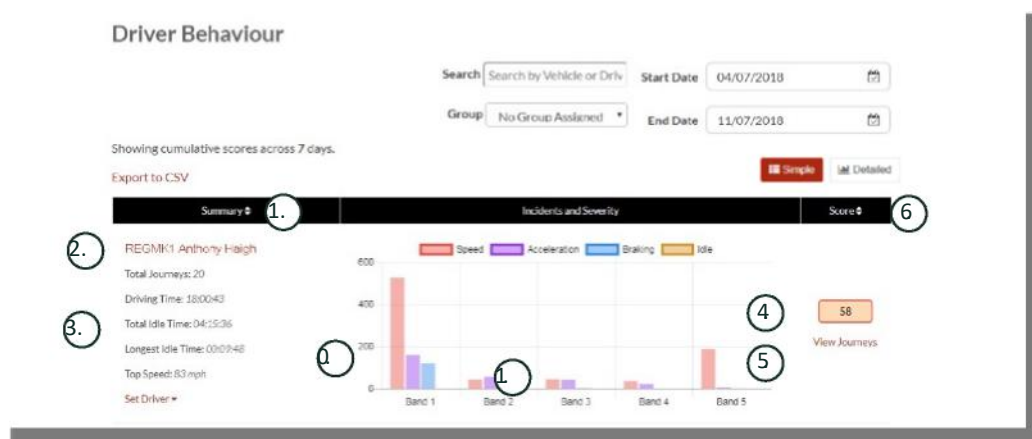 Driver Behaviour
Search Search by Vehicle or Driv Start Date 04/07/2018
Group No Group Assigned End Date 11/07/2018
Showing cumulative scores across 7 days.
Export to CSV
Simple Detailed
Summary 1. Incidents and Severity Score 6
2. REGMK1 Anthony Haigh
Speed Acceleration Braking Idle
600
Total Journeys: 20
Driving Time: 18:00:43
400
4 58
3. Total Idle Time: 04:15:36
View Journeys
Longest Idle Time: 00:09:48
200
0
5
Top Speed: 83 mph
1
0
Set Driver
Band 1 Band 2 Band 3 Band 4 Band 5